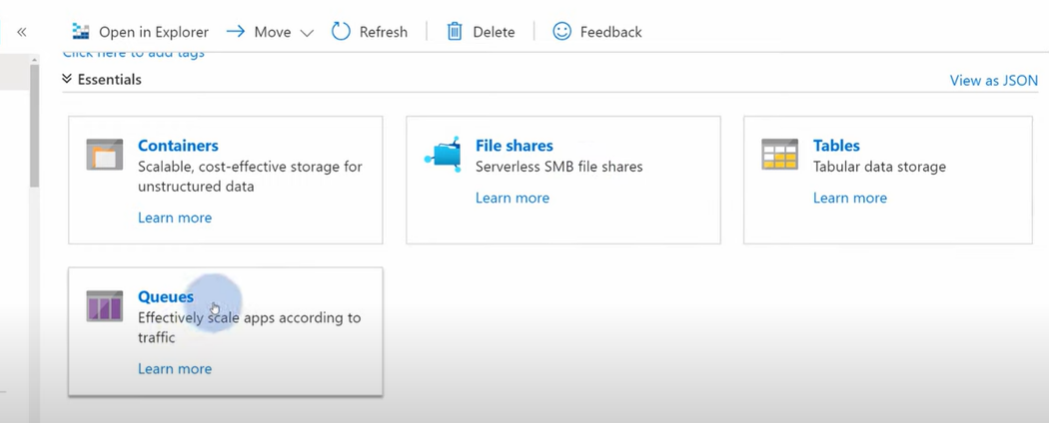 « Open in Explorer Move Refresh Delete Feedback
Click here to add tags
Essentials View as JSON
Containers
Scalable, cost-effective storage for
unstructured data
Learn more
File shares
Serverless SMB file shares
Learn more
Tables
Tabular data storage
Learn more
Queues
Effectively scale apps according to
traffic
Learn more